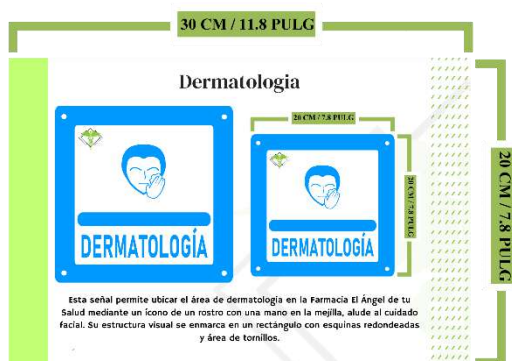 30 CM / 11.8 PULG
Dermatologia
20 CM / 7.8 PULG
20 CM / 7.8 PULG
20 CM / 7.8 PULG
DERMATOLOGÍA
DERMATOLOGÍA
Esta señal permite ubicar el área de dermatología en la Farmacia El Ángel de tu
Salud mediante un ícono de un rostro con una mano en la mejilla, alude al cuidado
facial. Su estructura visual se enmarca en un rectángulo con esquinas redondeadas
y área de tornillos.